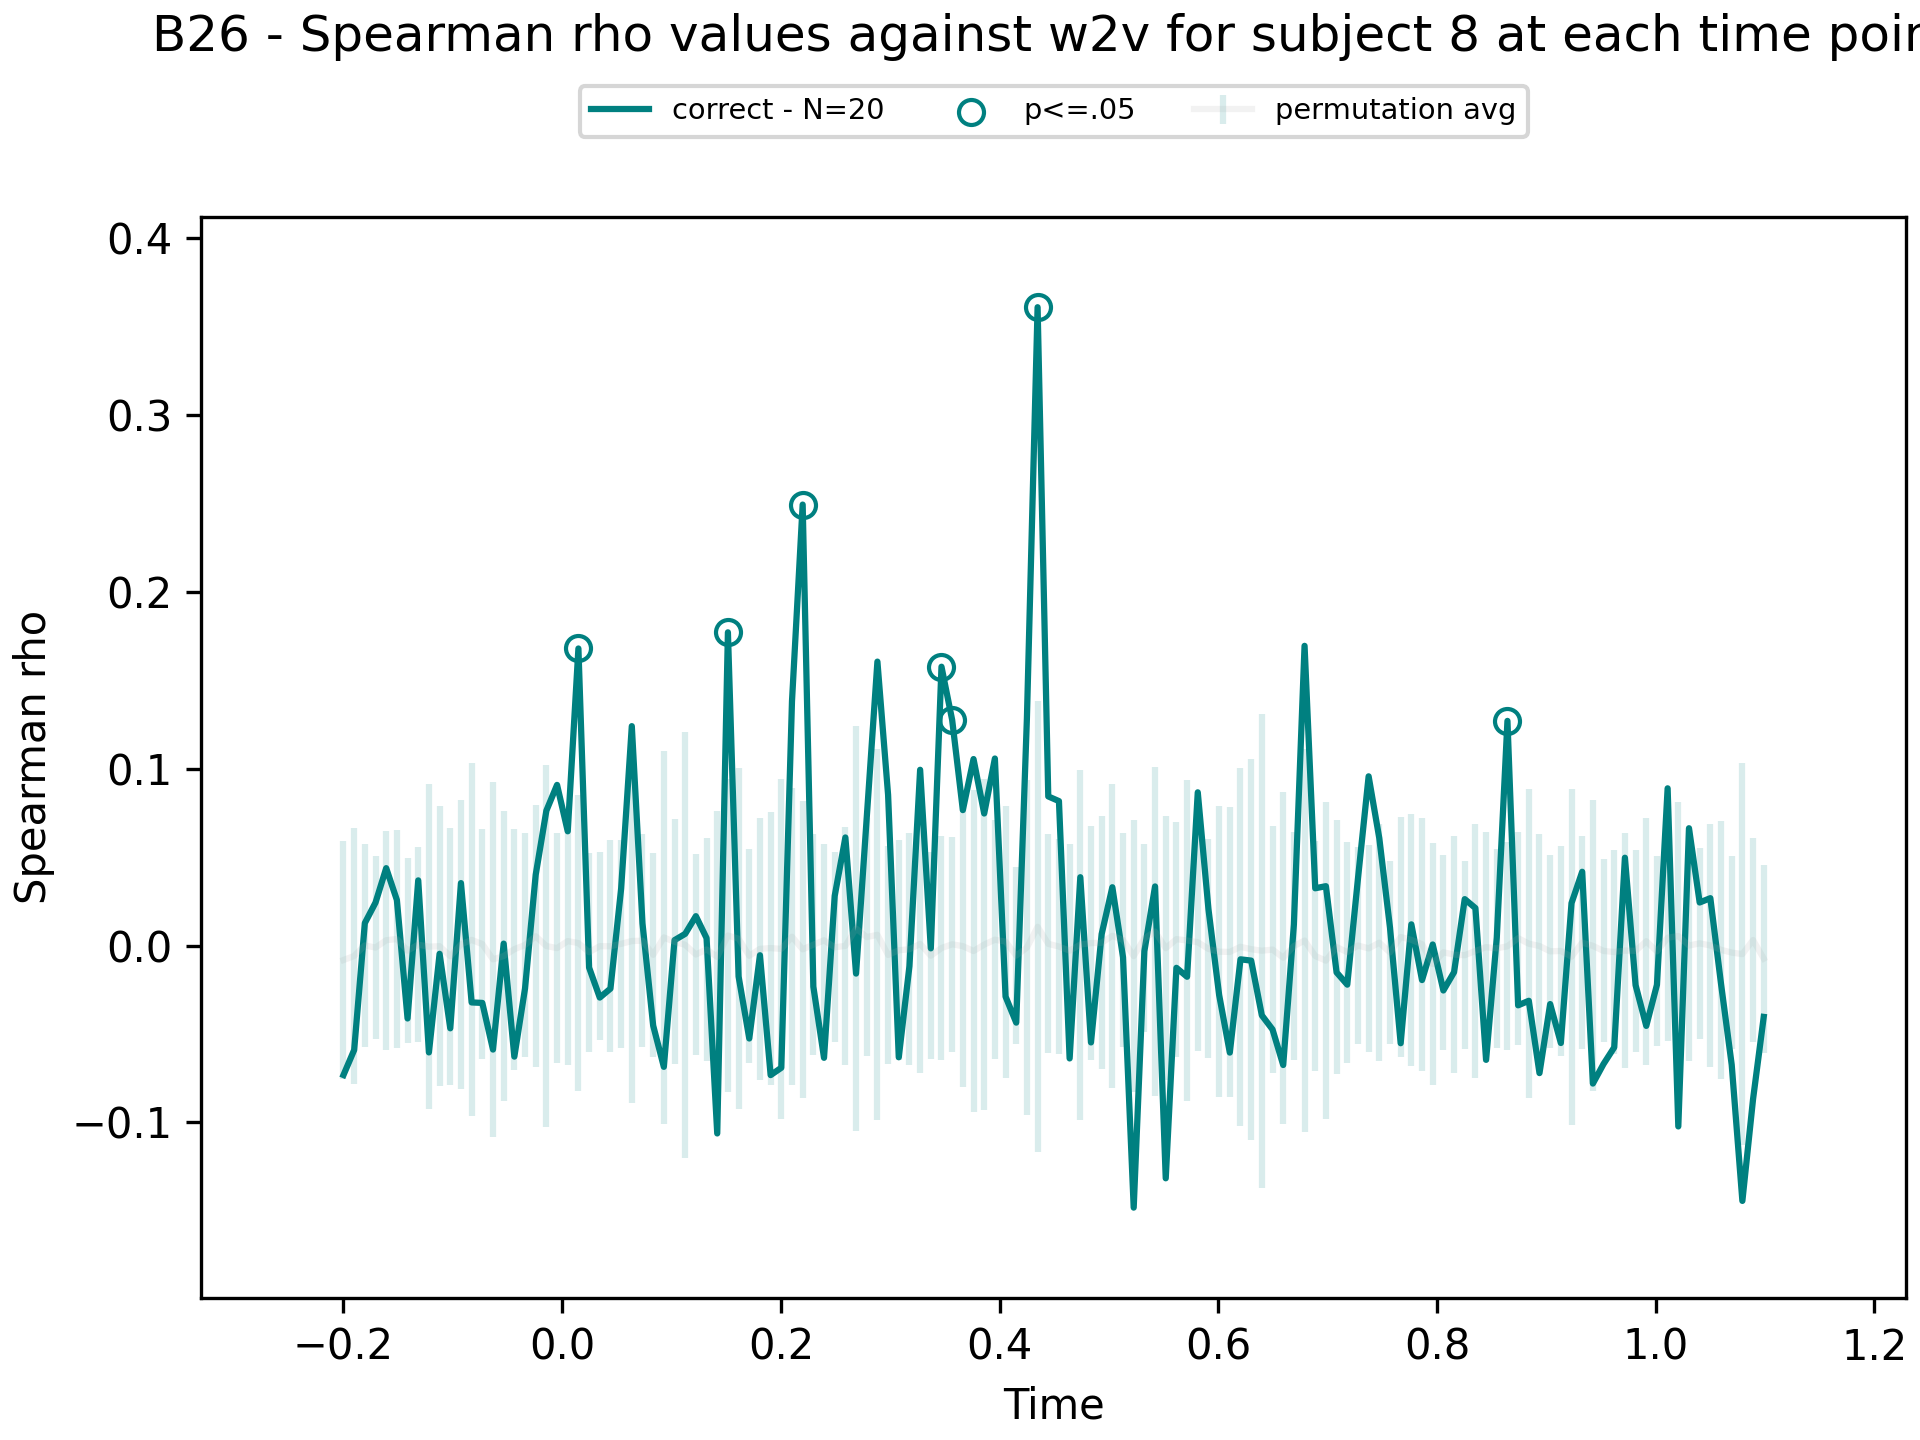 B26 - Spearman rho values against w2v for subject 8 at each time
correct - N=20 p<=.05 permutation avg
0.4
0.3
0.2
0.1
0.0
−0.1
Spearman rho
−0.2 0.0 0.2 0.4 0.6 0.8 1.0 1.2
Time